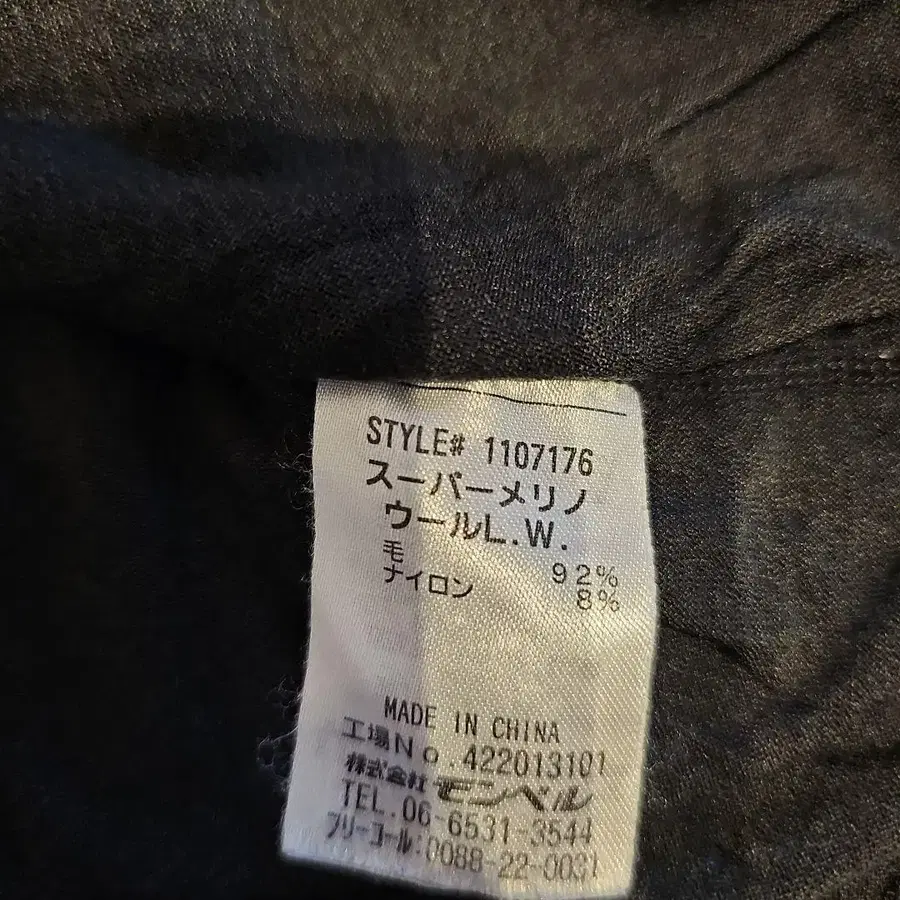 STYLE# 1107176
スーパーメリノ
ウールL.W.
毛 92%
ナイロン 8%
MADE IN CHINA
工場No.422013101
株式会社モンベル
TEL.06-6531-3544
フリーコール:0088-22-0031